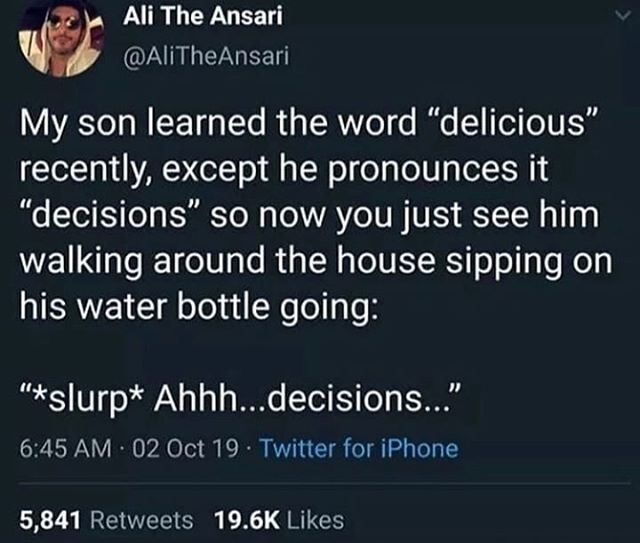 Ali The Ansari
@AliTheAnsari
My son learned the word “delicious”
recently, except he pronounces it
“decisions” so now you just see him
walking around the house sipping on
his water bottle going:
“*slurp* Ahhh...decisions...”
6:45 AM · 02 Oct 19 · Twitter for iPhone
5,841 Retweets 19.6K Likes